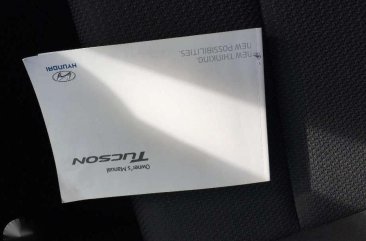 Owner's Manual
TUCSON
HYUNDAI
NEW THINKING.
NEW POSSIBILITIES.